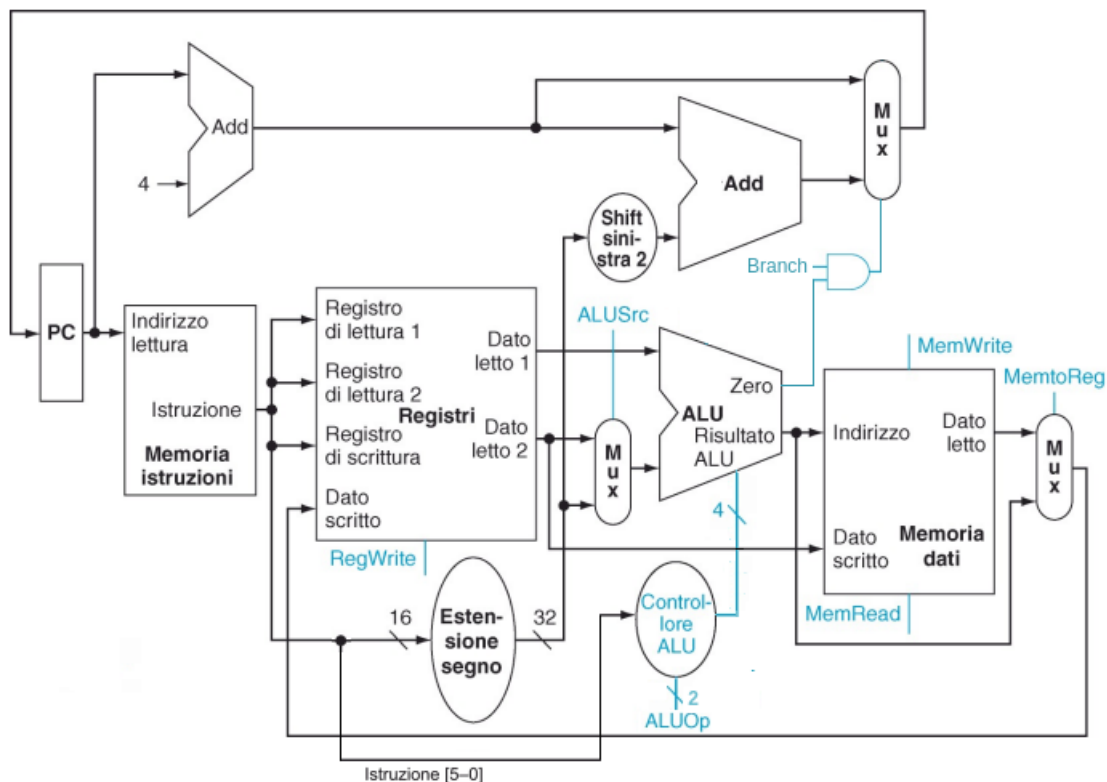 Add
4
M
u
x
Add
Shift
sini-
stra 2
Branch
PC
Indirizzo
lettura
Istruzione
Memoria
istruzioni
Registro
di lettura 1
Registro
di lettura 2
Registro
di scrittura
Dato
scritto
Registri
Dato
letto 1
Dato
letto 2
RegWrite
ALUSrc
M
u
x
Zero
ALU
Risultato
ALU
4
MemWrite
Indirizzo
Dato
letto
Dato
scritto
Memoria
dati
MemRead
MemtoReg
M
u
x
16
Esten-
sione
segno
32
Control-
lore
ALU
2
ALUOp
Istruzione [5–0]